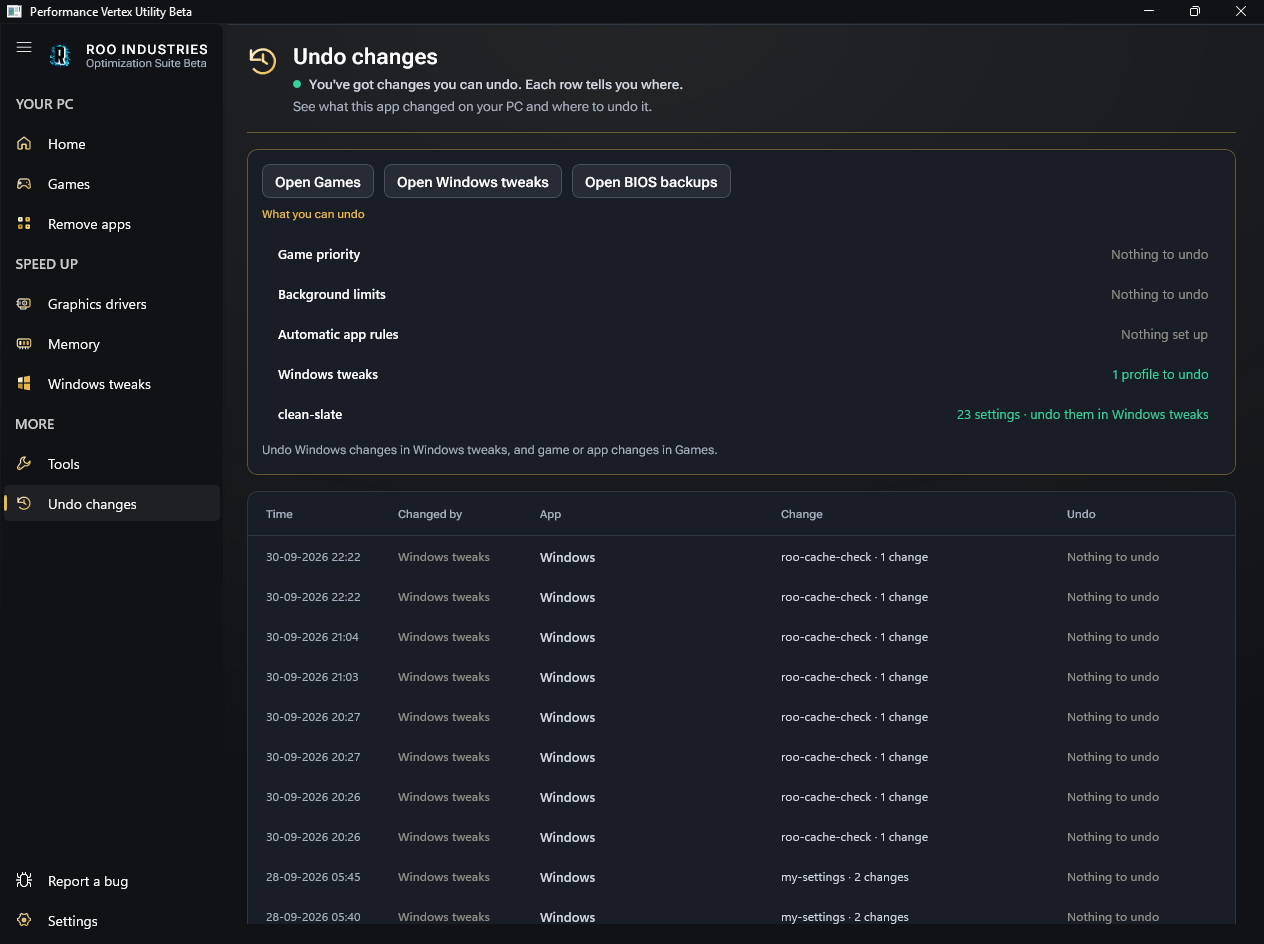 Performance Vertex Utility Beta
ROO INDUSTRIES
Optimization Suite Beta
YOUR PC
Home
Games
Remove apps
SPEED UP
Graphics drivers
Memory
Windows tweaks
MORE
Tools
Undo changes
Report a bug
Settings
Undo changes
You've got changes you can undo. Each row tells you where.
See what this app changed on your PC and where to undo it.
Open Games Open Windows tweaks Open BIOS backups
What you can undo
Game priority Nothing to undo
Background limits Nothing to undo
Automatic app rules Nothing set up
Windows tweaks 1 profile to undo
clean-slate 23 settings · undo them in Windows tweaks
Undo Windows changes in Windows tweaks, and game or app changes in Games.
Time Changed by App Change Undo
30-09-2026 22:22 Windows tweaks Windows roo-cache-check · 1 change Nothing to undo
30-09-2026 22:22 Windows tweaks Windows roo-cache-check · 1 change Nothing to undo
30-09-2026 21:04 Windows tweaks Windows roo-cache-check · 1 change Nothing to undo
30-09-2026 21:03 Windows tweaks Windows roo-cache-check · 1 change Nothing to undo
30-09-2026 20:27 Windows tweaks Windows roo-cache-check · 1 change Nothing to undo
30-09-2026 20:27 Windows tweaks Windows roo-cache-check · 1 change Nothing to undo
30-09-2026 20:26 Windows tweaks Windows roo-cache-check · 1 change Nothing to undo
30-09-2026 20:26 Windows tweaks Windows roo-cache-check · 1 change Nothing to undo
28-09-2026 05:45 Windows tweaks Windows my-settings · 2 changes Nothing to undo
28-09-2026 05:40 Windows tweaks Windows my-settings · 2 changes Nothing to undo